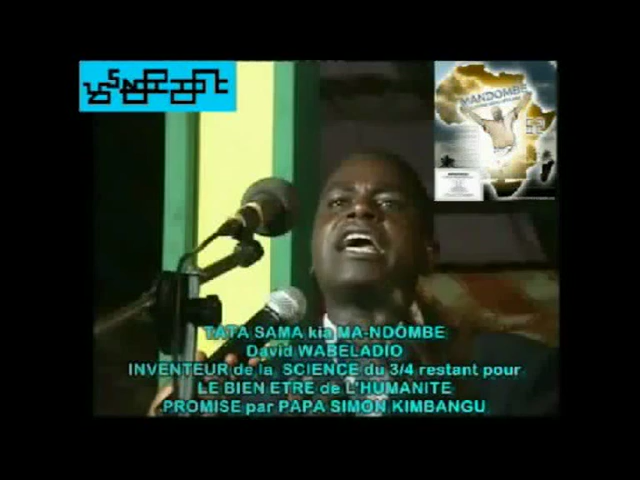 MANDOMBE
TATA SAMA kia MA-NDÓMBE
David WABELADIO
INVENTEUR de la SCIENCE du 3/4 restant pour
LE BIEN ETRE de L'HUMANITE
PROMISE par PAPA SIMON KIMBANGU